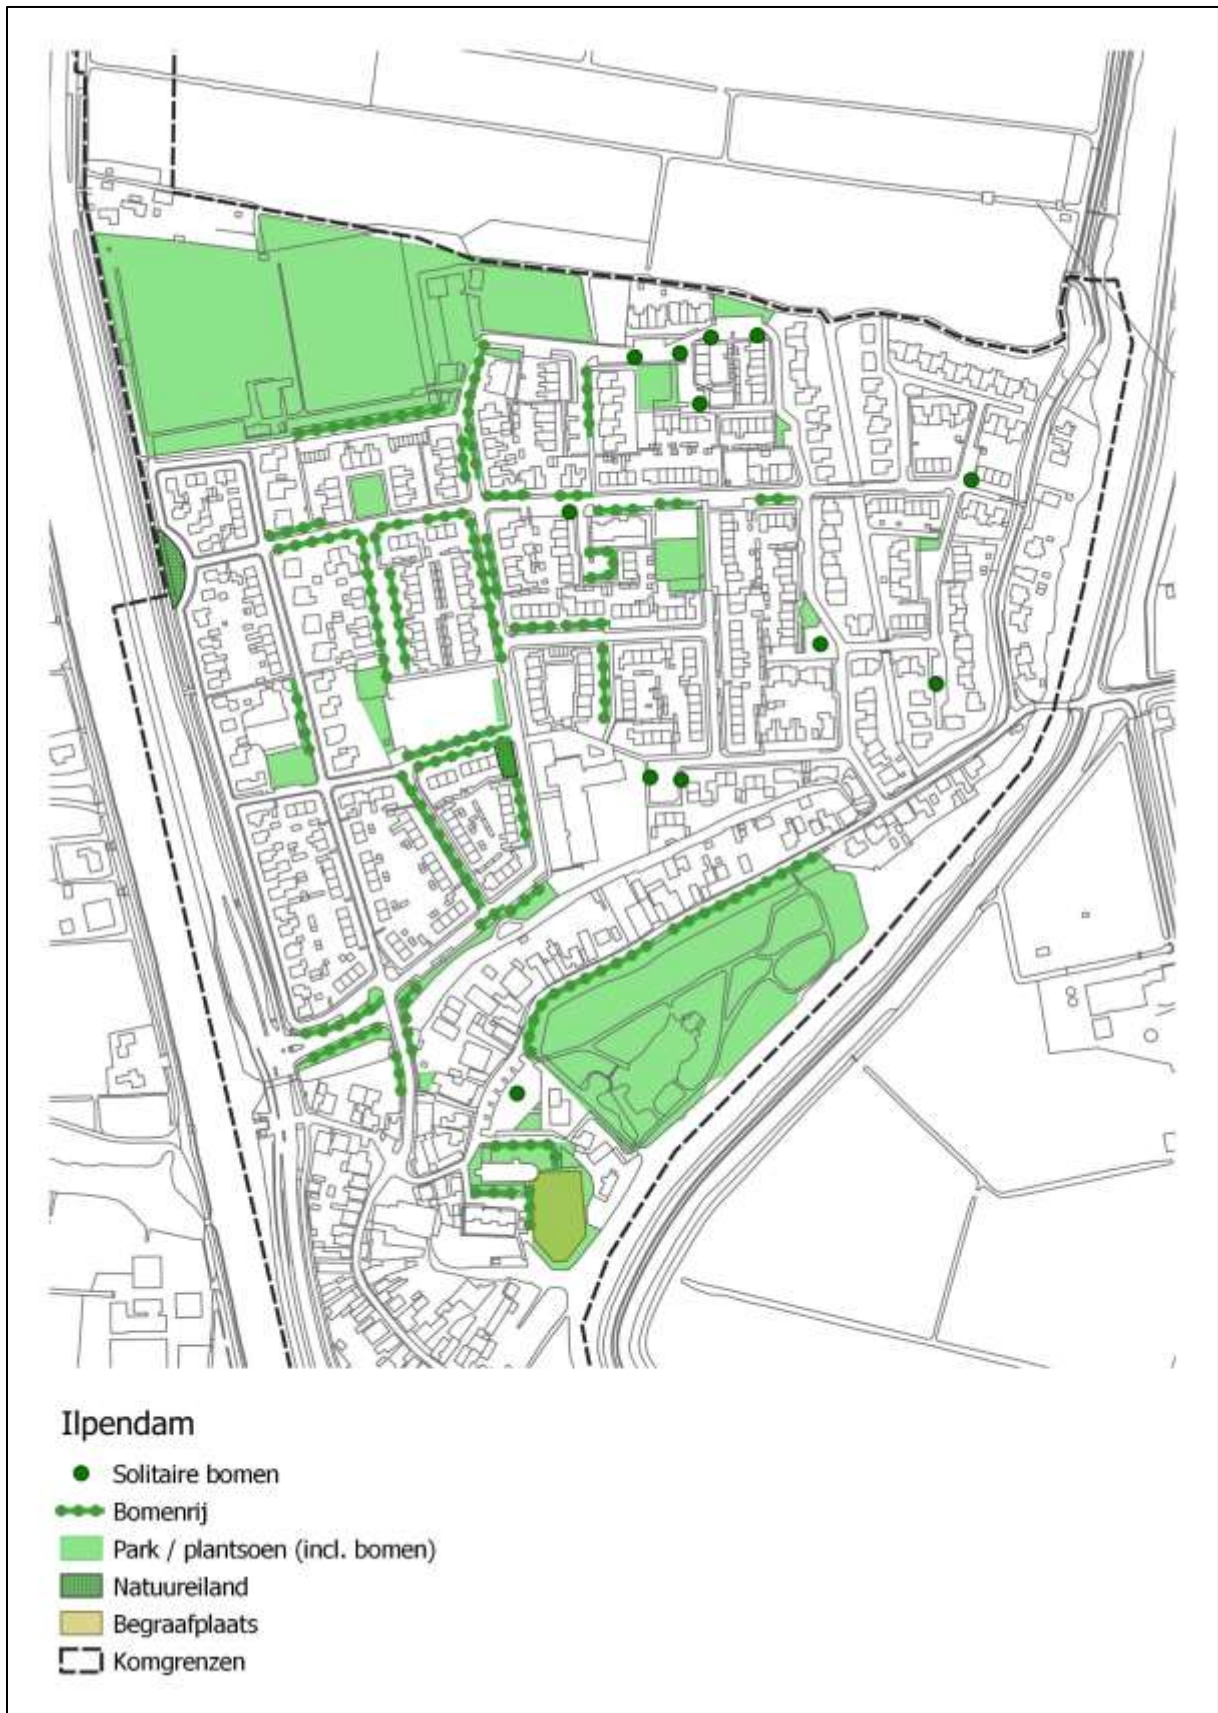 Ilpendam
Solitaire bomen
Bomenrij
Park / plantsoen (incl. bomen)
Natuureiland
Begraafplaats
Komgrenzen